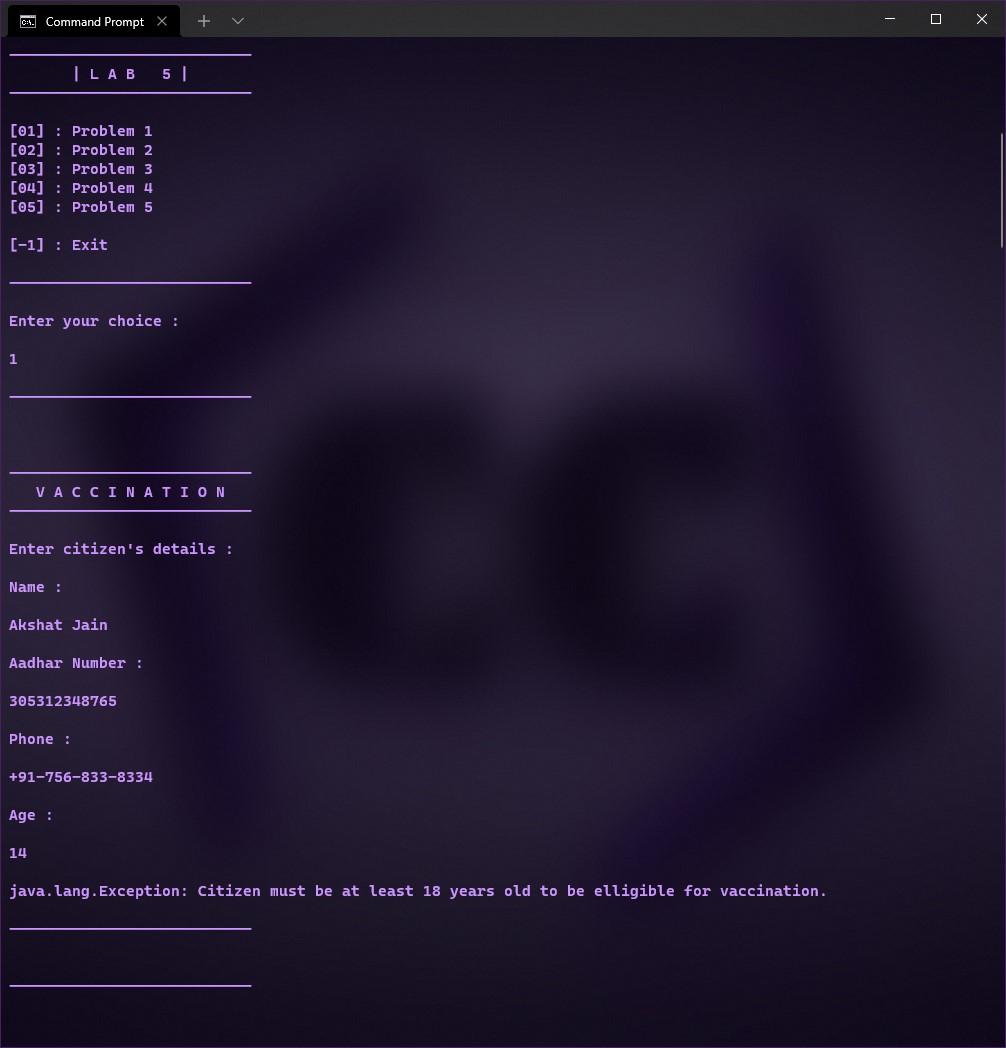 Command Prompt
| L A B   5 |
[01] : Problem 1
[02] : Problem 2
[03] : Problem 3
[04] : Problem 4
[05] : Problem 5
[-1] : Exit
Enter your choice :
1
V A C C I N A T I O N
Enter citizen's details :
Name :
Akshat Jain
Aadhar Number :
305312348765
Phone :
+91-756-833-8334
Age :
14
java.lang.Exception: Citizen must be at least 18 years old to be elligible for vaccination.